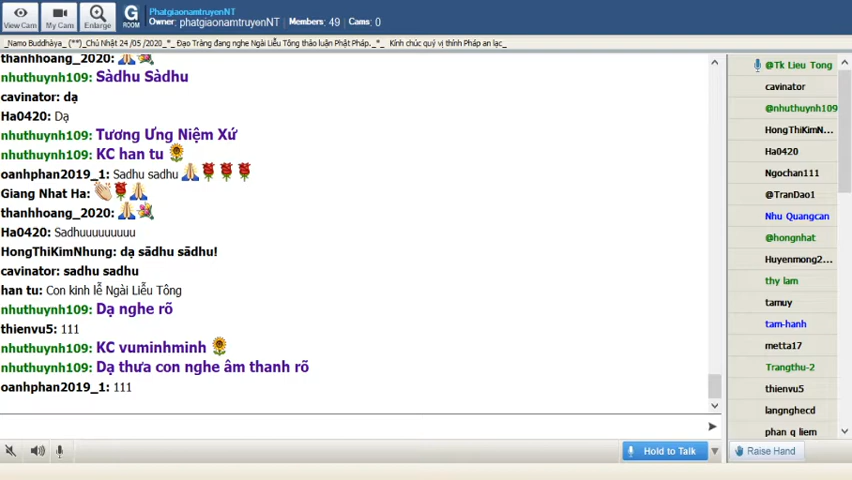 PhatgiaonamtruyenNT
Owner: phatgiaonamtruyenNT Members: 49 Cams: 0
View Cam My Cam Enlarge G ROOM
_Namo Buddhàya_ (**)_Chủ Nhật 24 /05 /2020_*_ Đạo Tràng đang nghe Ngài Liễu Tông thảo luận Phật Pháp._*_ Kính chúc quý vị thính Pháp an lạc_
thanhhoang_2020:
nhuthuynh109: Sàdhu Sàdhu
cavinator: dạ
Ha0420: Dạ
nhuthuynh109: Tương Ưng Niệm Xứ
nhuthuynh109: KC han tu
oanhphan2019_1: Sadhu sadhu
Giang Nhat Ha:
thanhhoang_2020:
Ha0420: Sadhuuuuuuuuu
HongThiKimNhung: dạ sādhu sādhu!
cavinator: sadhu sadhu
han tu: Con kinh lễ Ngài Liễu Tông
nhuthuynh109: Dạ nghe rõ
thienvu5: 111
nhuthuynh109: KC vuminhminh
nhuthuynh109: Dạ thưa con nghe âm thanh rõ
oanhphan2019_1: 111
@Tk Lieu Tong
cavinator
@nhuthuynh109
HongThiKimN...
Ha0420
Ngochan111
@TranDao1
Nhu Quangcan
@hongnhat
Huyenmong2...
thy lam
tamuy
tam-hanh
metta17
Trangthu-2
thienvu5
langnghecd
phan q liem
Hold to Talk
Raise Hand